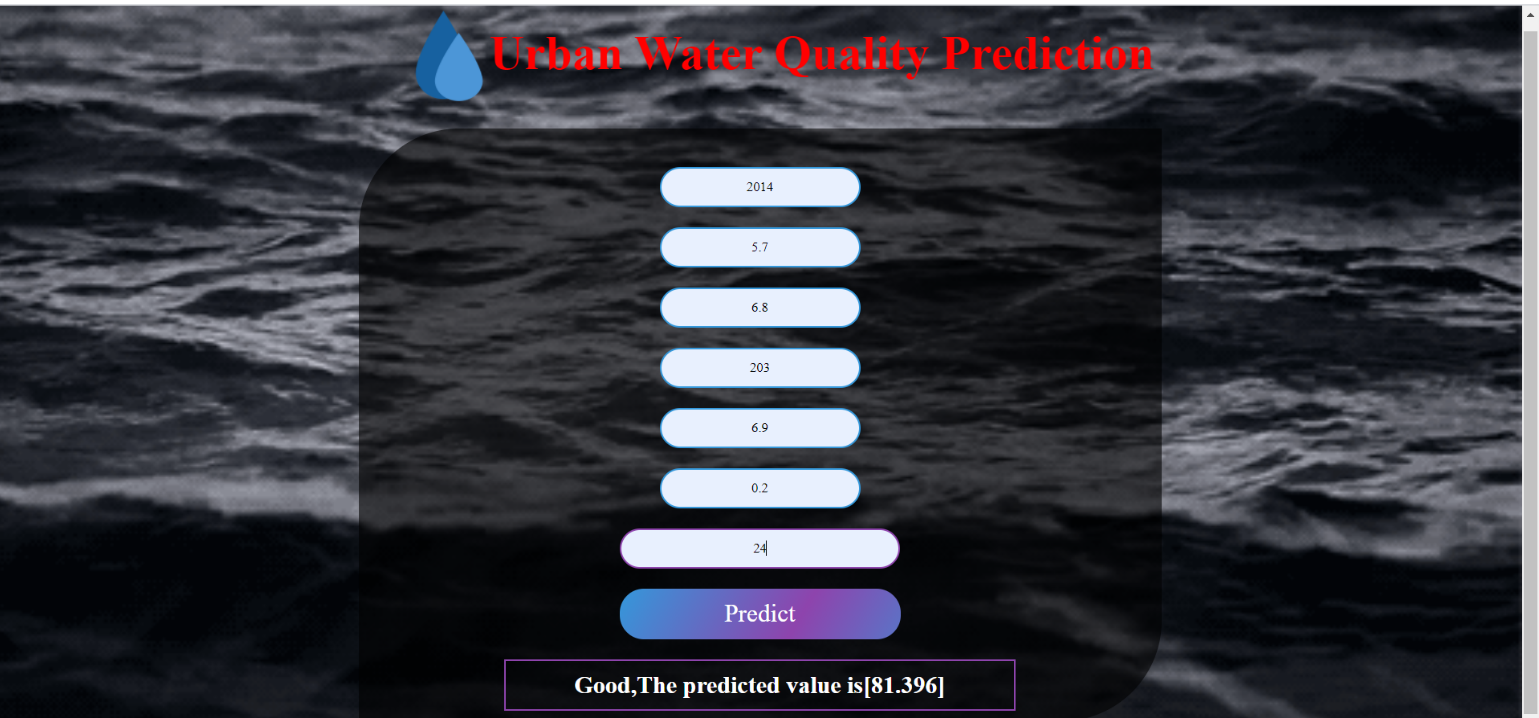 Urban Water Quality Prediction
2014
5.7
6.8
203
6.9
0.2
24
Predict
Good,The predicted value is[81.396]